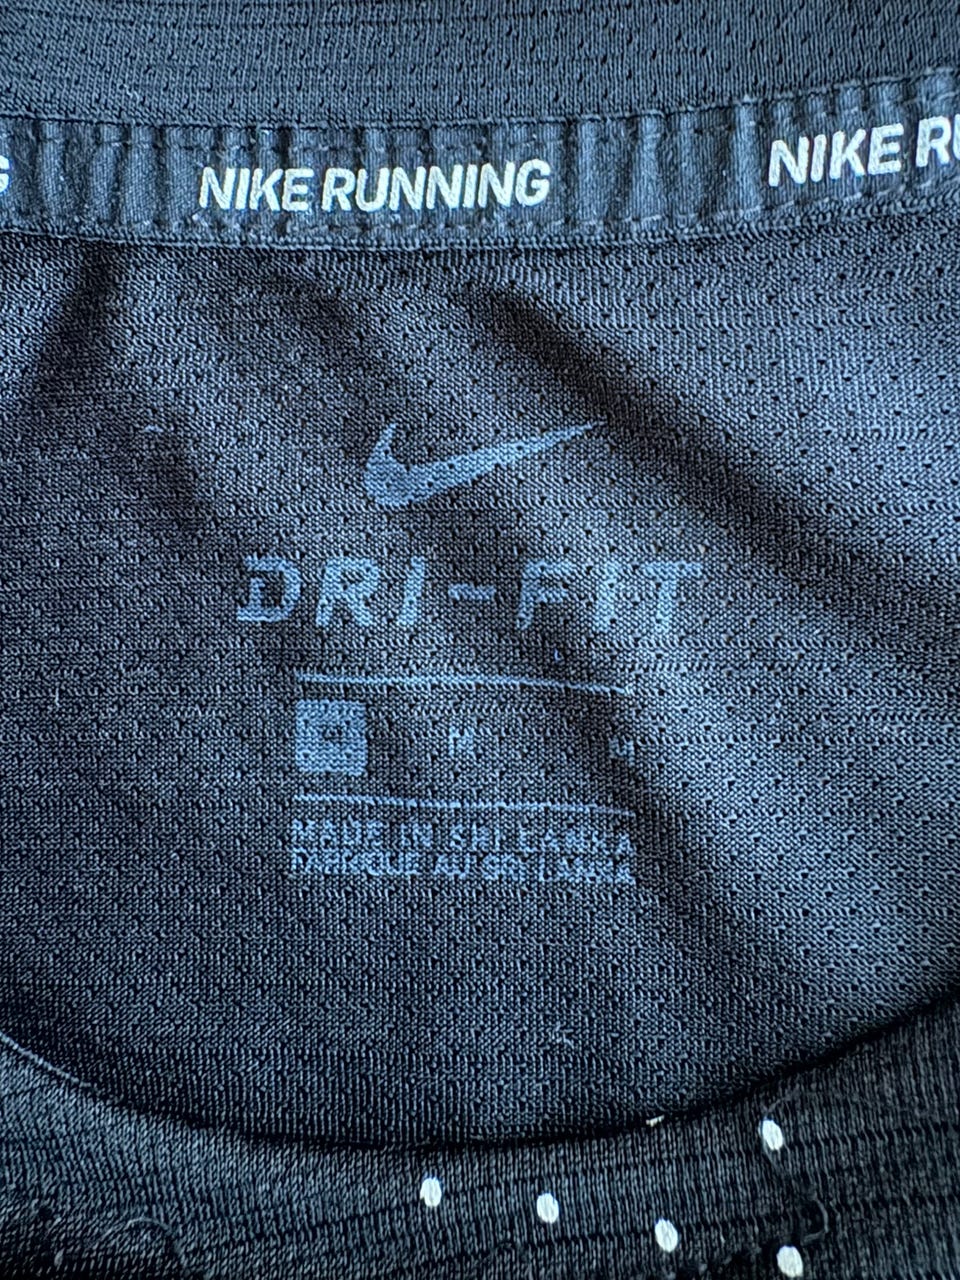 NIKE RUNNING
NIKE RU
DRI-FIT
M M M
MADE IN SRI LANKA
FABRIQUÉ AU SRI LANKA